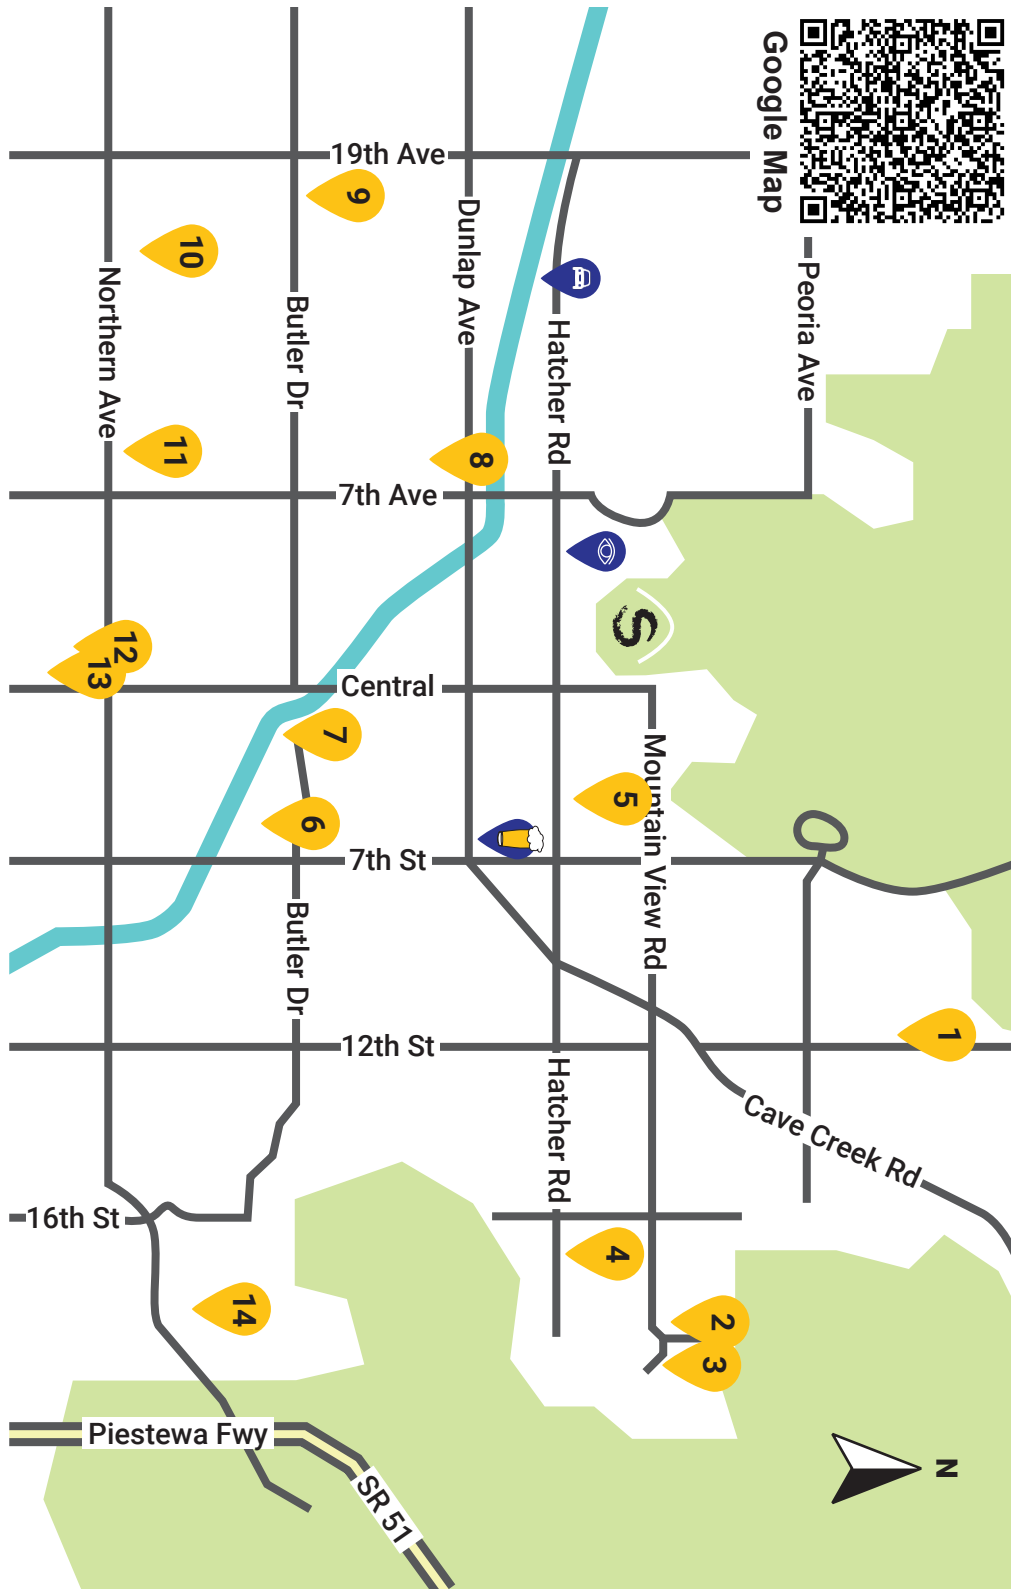 Google Map
19th Ave
9
10
Dunlap Ave
Peoria Ave
Northern Ave
Butler Dr
Hatcher Rd
11
8
7th Ave
S
12
13
Central
7
Mountain View Rd
5
6
7th St
Butler Dr
1
12th St
Hatcher Rd
Cave Creek Rd
16th St
4
14
2
3
Piestewa Fwy
N
SR 51